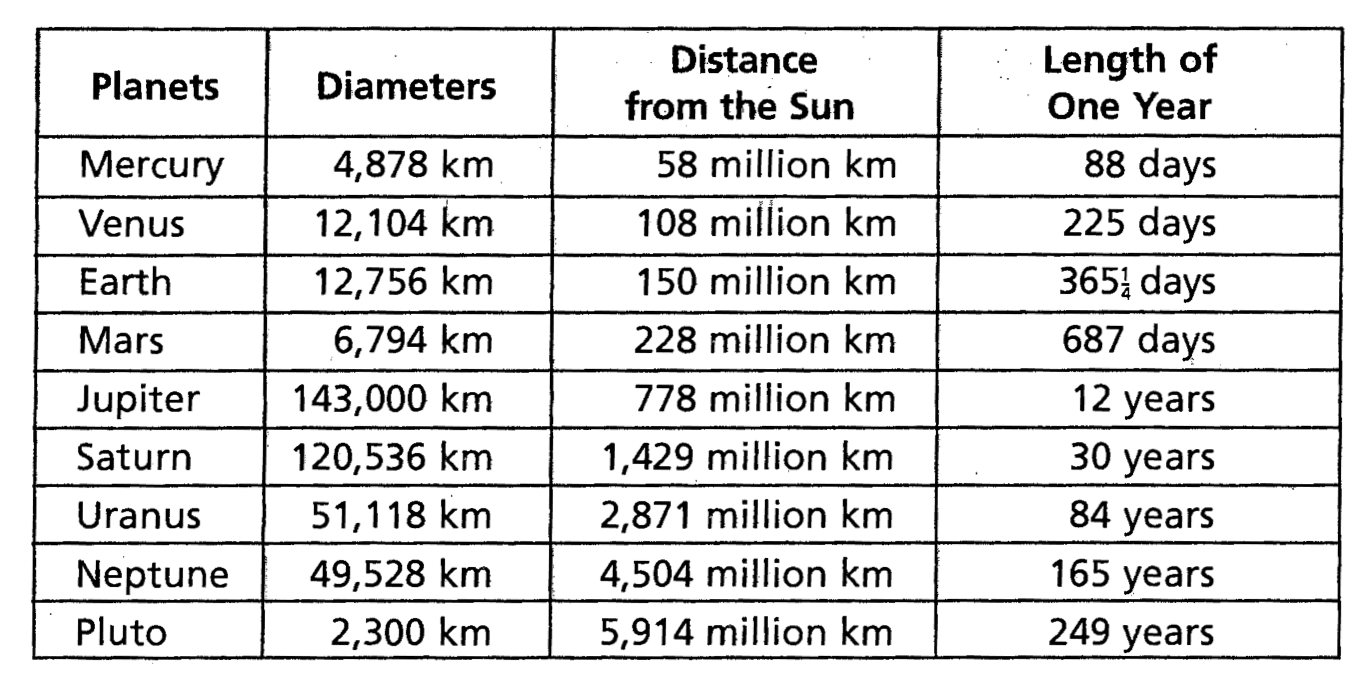 Planets Diameters Distance from the Sun Length of One Year
Mercury 4,878 km 58 million km 88 days
Venus 12,104 km 108 million km 225 days
Earth 12,756 km 150 million km 365¼ days
Mars 6,794 km 228 million km 687 days
Jupiter 143,000 km 778 million km 12 years
Saturn 120,536 km 1,429 million km 30 years
Uranus 51,118 km 2,871 million km 84 years
Neptune 49,528 km 4,504 million km 165 years
Pluto 2,300 km 5,914 million km 249 years